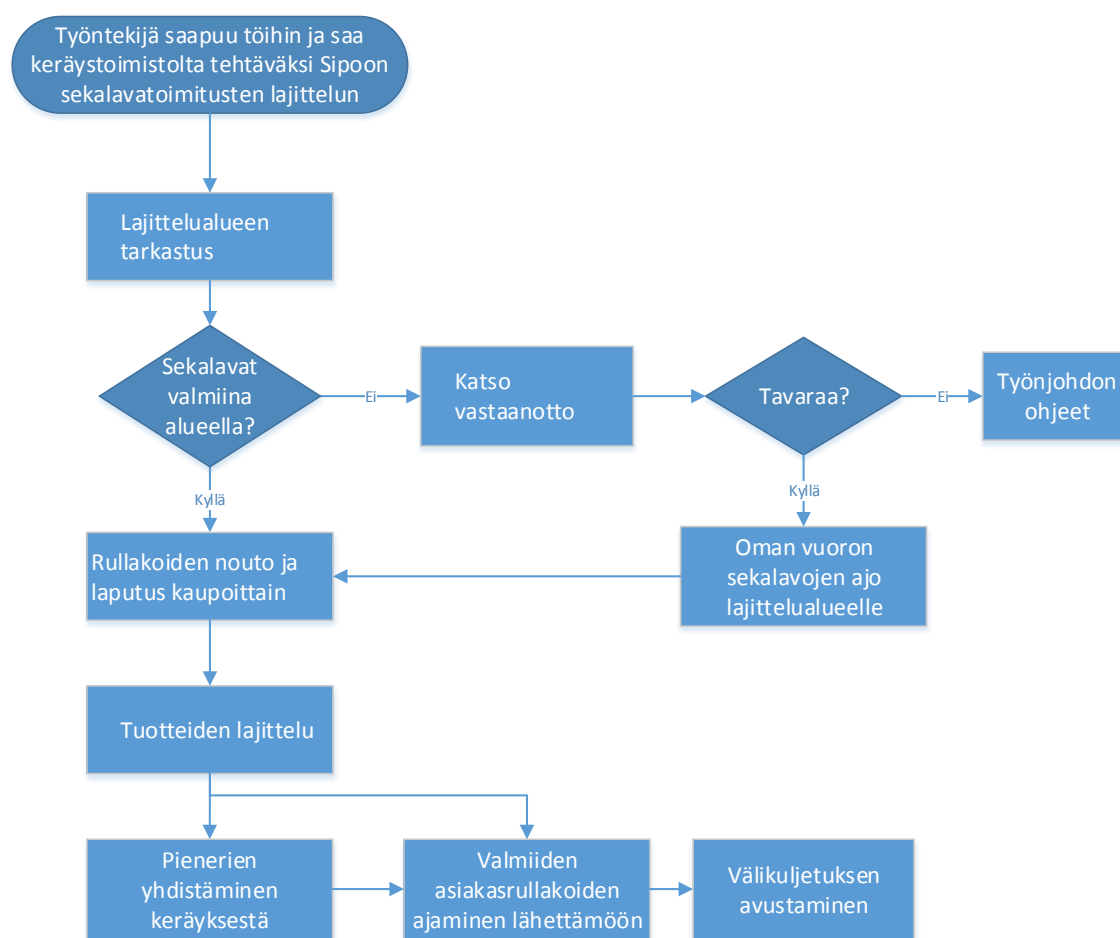 Työntekijä saapuu töihin ja saa
keräystoimistolta tehtäväksi Sipoon
sekalavatoimitusten lajittelun
Lajittelualueen
tarkastus
Sekalavat
valmiina
alueella?
Ei
Katso
vastaanotto
Tavaraa?
Ei
Työnjohdon
ohjeet
Kyllä
Kyllä
Rullakoiden nouto ja
laputus kaupoittain
Oman vuoron
sekalavojen ajo
lajittelualueelle
Tuotteiden lajittelu
Pienerien
yhdistäminen
keräyksestä
Valmiiden
asiakasrullakoiden
ajaminen lähettämöön
Välikuljetuksen
avustaminen